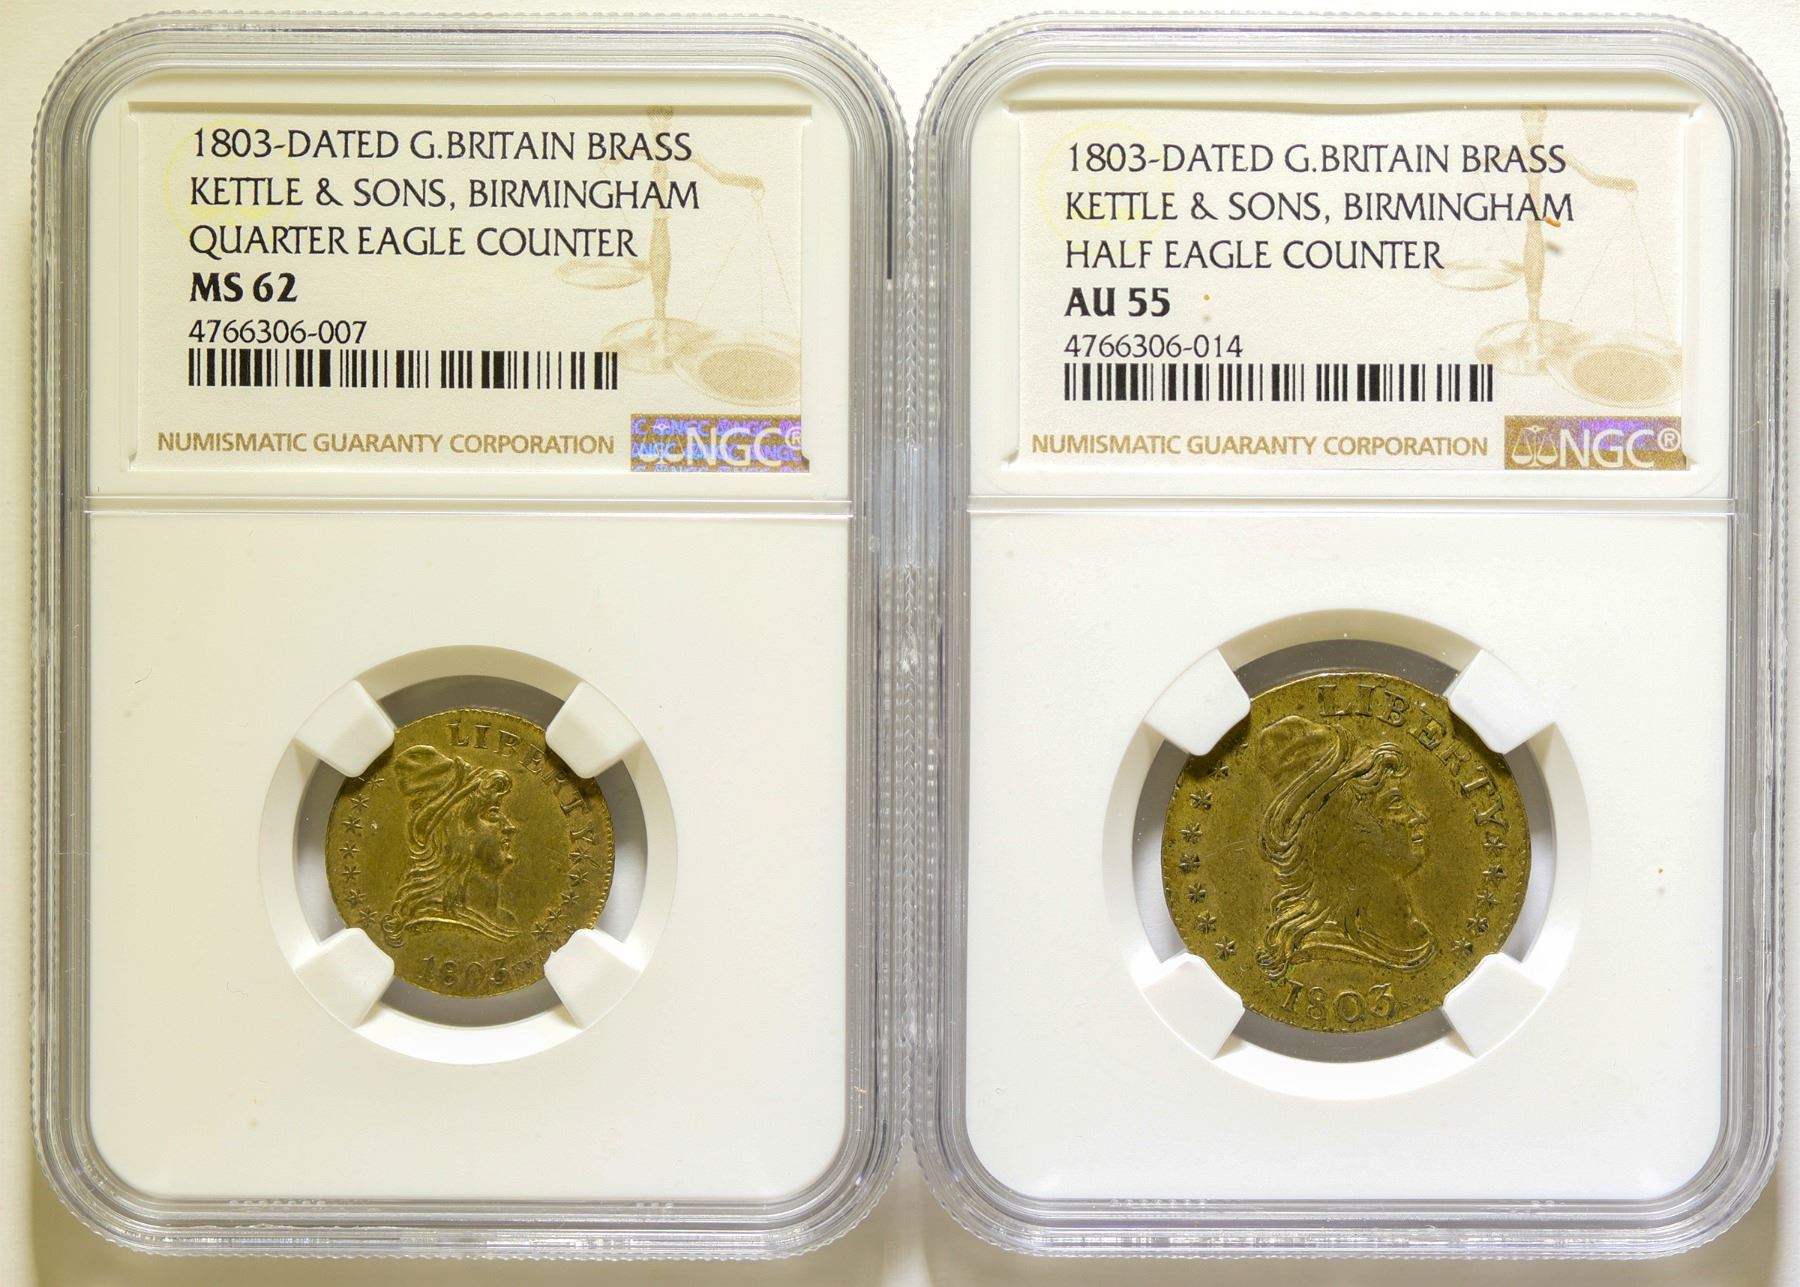 1803-DATED G.BRITAIN BRASS
KETTLE & SONS, BIRMINGHAM
QUARTER EAGLE COUNTER
MS 62
4766306-007
NUMISMATIC GUARANTY CORPORATION
NGC®
LIBERTY
1803
1803-DATED G.BRITAIN BRASS
KETTLE & SONS, BIRMINGHAM
HALF EAGLE COUNTER
AU 55
4766306-014
NUMISMATIC GUARANTY CORPORATION
NGC®
LIBERTY
1803